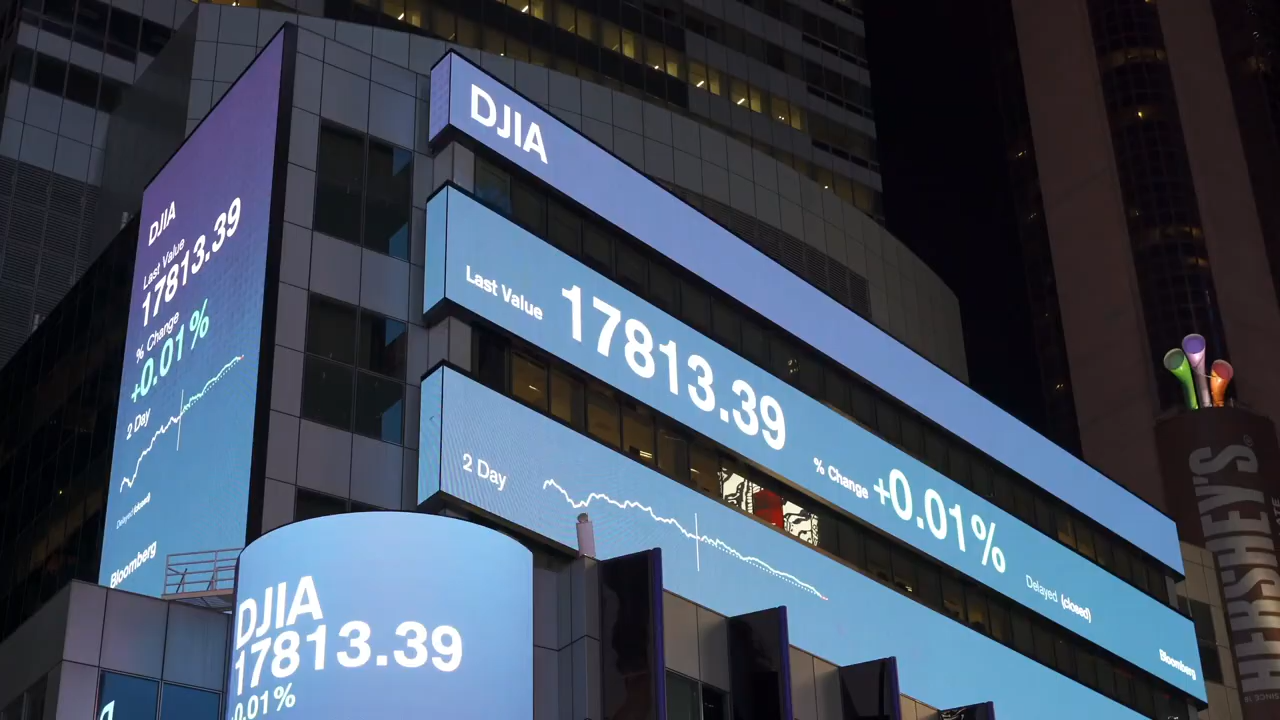 DJIA
Last Value
17813.39
% Change
+0.01%
2 Day
Delayed (closed)
Bloomberg
DJIA
Last Value 17813.39 % Change +0.01% Delayed (closed)
Bloomberg
2 Day
DJIA
17813.39
0.01%
HERSHEY'S
®